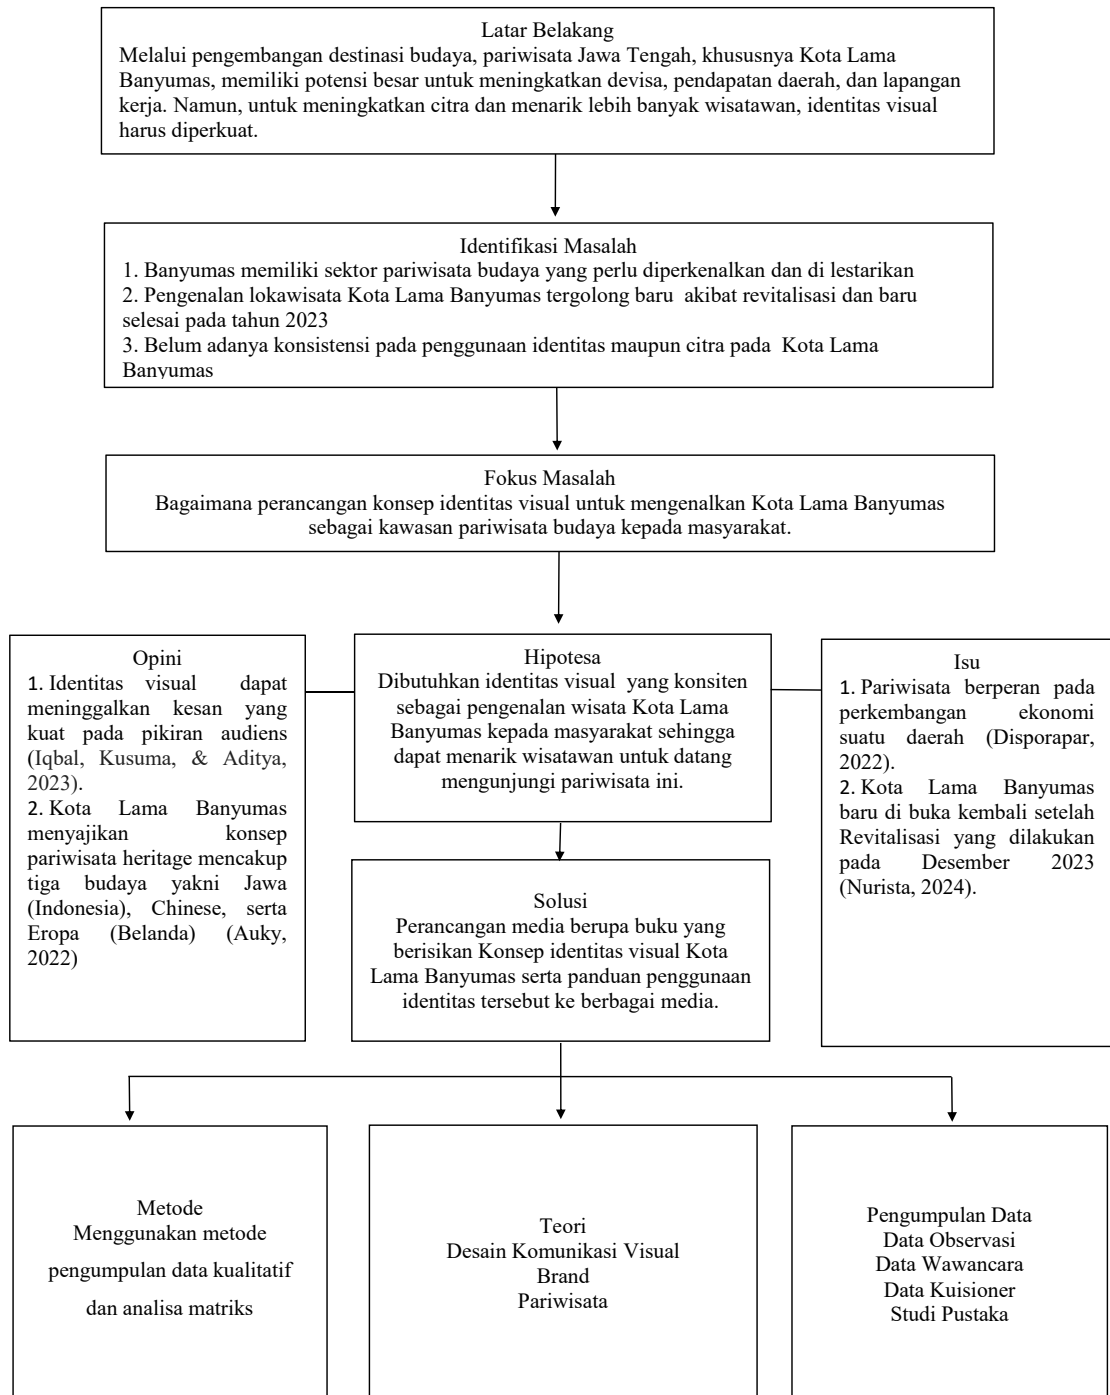 Latar Belakang
Melalui pengembangan destinasi budaya, pariwisata Jawa Tengah, khususnya Kota Lama
Banyumas, memiliki potensi besar untuk meningkatkan devisa, pendapatan daerah, dan lapangan
kerja. Namun, untuk meningkatkan citra dan menarik lebih banyak wisatawan, identitas visual
harus diperkuat.
Identifikasi Masalah
1. Banyumas memiliki sektor pariwisata budaya yang perlu diperkenalkan dan di lestarikan
2. Pengenalan lokawisata Kota Lama Banyumas tergolong baru akibat revitalisasi dan baru
selesai pada tahun 2023
3. Belum adanya konsistensi pada penggunaan identitas maupun citra pada Kota Lama
Banyumas
Fokus Masalah
Bagaimana perancangan konsep identitas visual untuk mengenalkan Kota Lama Banyumas
sebagai kawasan pariwisata budaya kepada masyarakat.
Opini
1. Identitas visual dapat
meninggalkan kesan yang
kuat pada pikiran audiens
(Iqbal, Kusuma, & Aditya,
2023).
2. Kota Lama Banyumas
menyajikan konsep
pariwisata heritage mencakup
tiga budaya yakni Jawa
(Indonesia), Chinese, serta
Eropa (Belanda) (Auky,
2022)
Hipotesa
Dibutuhkan identitas visual yang konsiten
sebagai pengenalan wisata Kota Lama
Banyumas kepada masyarakat sehingga
dapat menarik wisatawan untuk datang
mengunjungi pariwisata ini.
Isu
1. Pariwisata berperan pada
perkembangan ekonomi
suatu daerah (Disporapar,
2022).
2. Kota Lama Banyumas
baru di buka kembali setelah
Revitalisasi yang dilakukan
pada Desember 2023
(Nurista, 2024).
Solusi
Perancangan media berupa buku yang
berisikan Konsep identitas visual Kota
Lama Banyumas serta panduan penggunaan
identitas tersebut ke berbagai media.
Metode
Menggunakan metode
pengumpulan data kualitatif
dan analisa matriks
Teori
Desain Komunikasi Visual
Brand
Pariwisata
Pengumpulan Data
Data Observasi
Data Wawancara
Data Kuisioner
Studi Pustaka